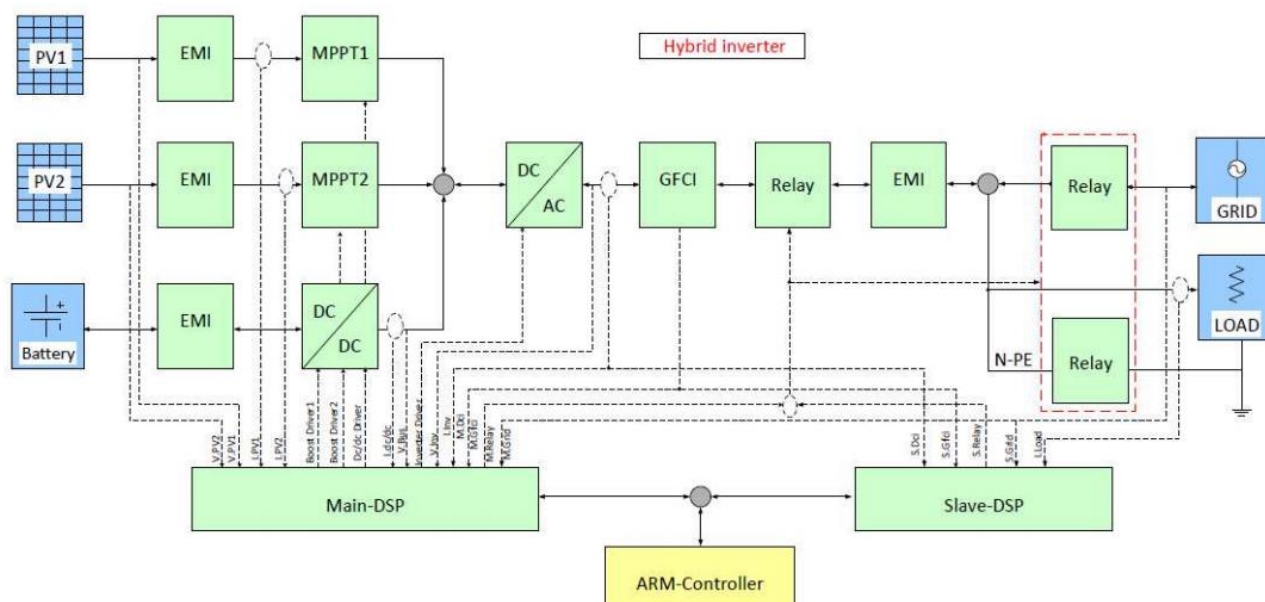 Hybrid inverter
PV1
EMI
MPPT1
PV2
EMI
MPPT2
DC
AC
GFCI
Relay
EMI
Relay
GRID
Battery
EMI
DC
DC
LOAD
N-PE
Relay
V.PV2
V.PV1
I.PV1
I.PV2
Boost Driver1
Boost Driver2
Dc/dc Driver
I.dc/dc
V.Bus
Inverter Driver
V.Inv
I.Inv
M.Dci
M.Gfci
M.Relay
M.Grid
S.Dci
S.Gfci
S.Relay
S.Grid
I.Load
Main-DSP
Slave-DSP
ARM-Controller